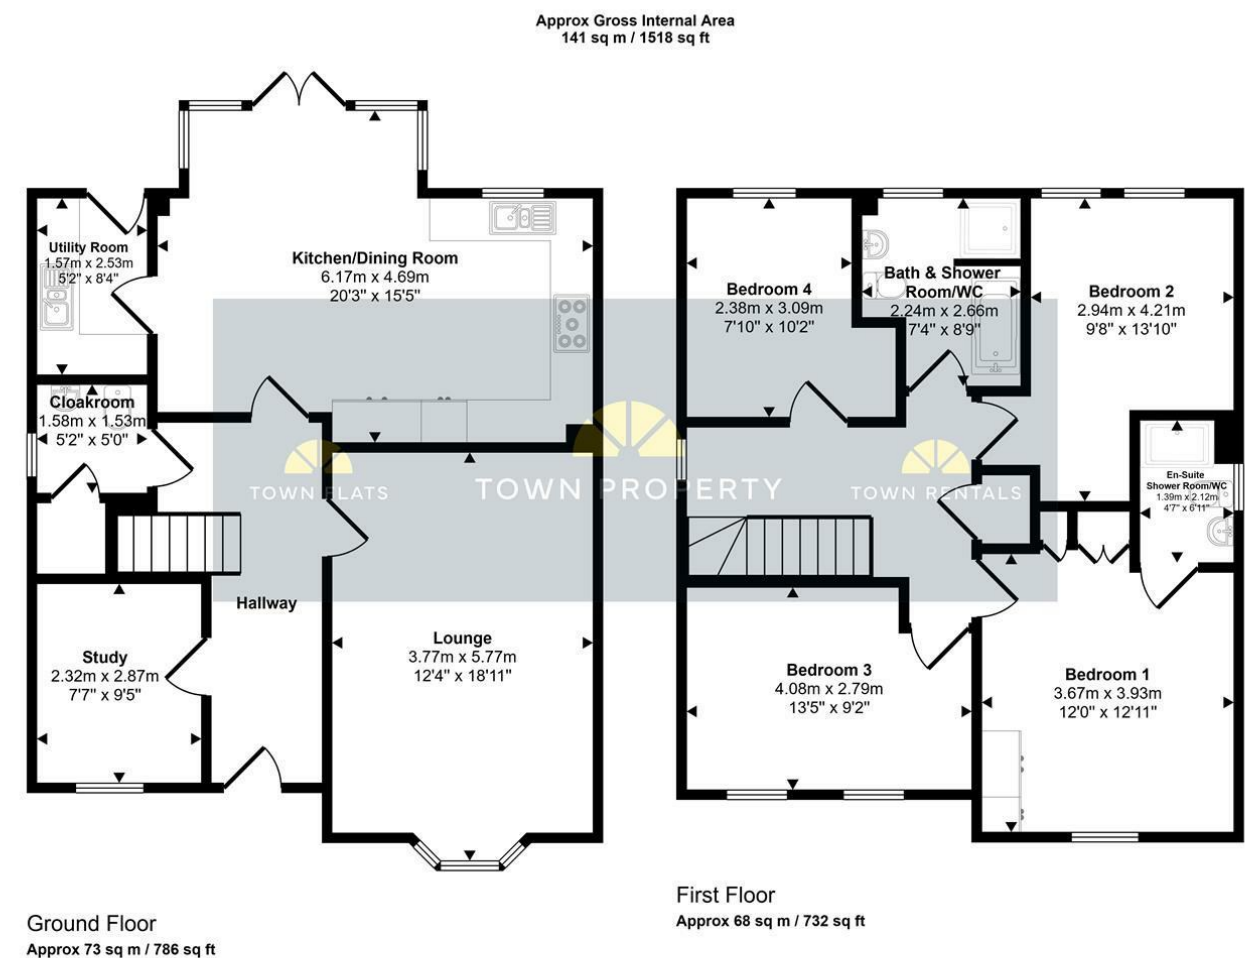 Approx Gross Internal Area
141 sq m / 1518 sq ft
Utility Room
1.57m x 2.53m
5'2" x 8'4"
Kitchen/Dining Room
6.17m x 4.69m
20'3" x 15'5"
Cloakroom
1.58m x 1.53m
5'2" x 5'0"
Hallway
Study
2.32m x 2.87m
7'7" x 9'5"
Lounge
3.77m x 5.77m
12'4" x 18'11"
Bedroom 4
2.38m x 3.09m
7'10" x 10'2"
Bath & Shower
Room/WC
2.24m x 2.66m
7'4" x 8'9"
Bedroom 2
2.94m x 4.21m
9'8" x 13'10"
En-Suite
Shower Room/WC
1.39m x 2.12m
4'7" x 6'11"
Bedroom 3
4.08m x 2.79m
13'5" x 9'2"
Bedroom 1
3.67m x 3.93m
12'0" x 12'11"
TOWN FLATS
TOWN PROPERTY
TOWN RENTALS
Ground Floor
Approx 73 sq m / 786 sq ft
First Floor
Approx 68 sq m / 732 sq ft